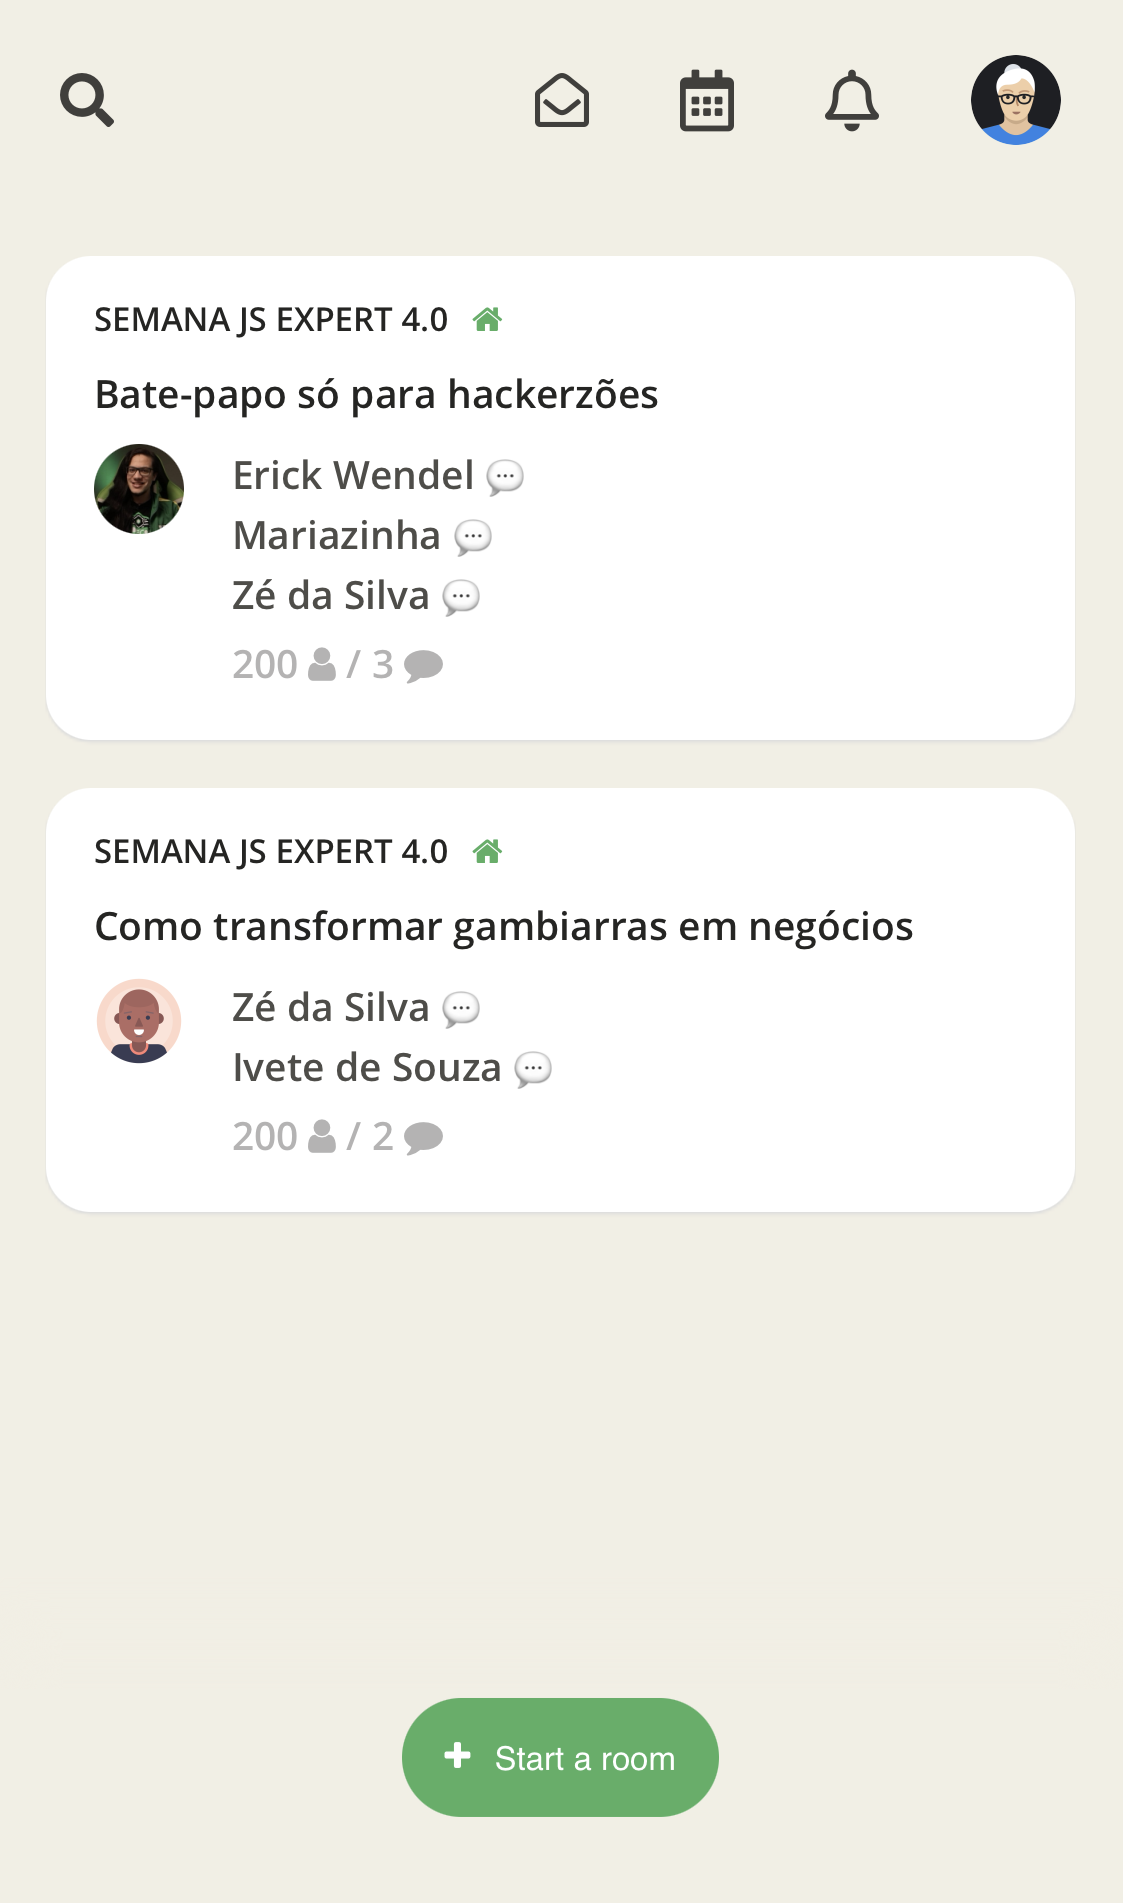 SEMANA JS EXPERT 4.0
Bate-papo só para hackerzões
Erick Wendel 💬
Mariazinha 💬
Zé da Silva 💬
200 / 3
SEMANA JS EXPERT 4.0
Como transformar gambiarras em negócios
Zé da Silva 💬
Ivete de Souza 💬
200 / 2
+ Start a room